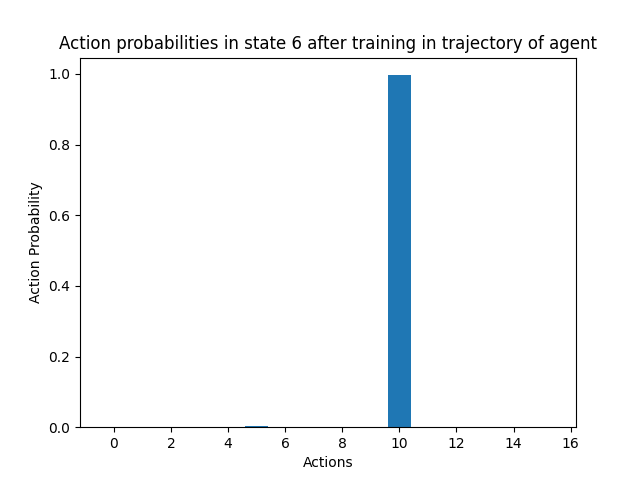 Action probabilities in state 6 after training in trajectory of agent
1.0
0.8
0.6
0.4
0.2
0.0
Action Probability
0 2 4 6 8 10 12 14 16
Actions